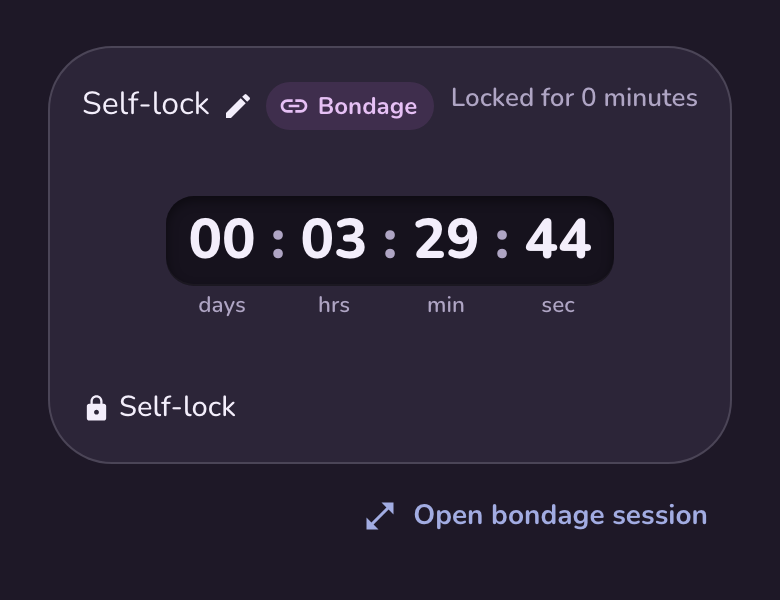 Self-lock Bondage Locked for 0 minutes
00 : 03 : 29 : 44
days hrs min sec
Self-lock
Open bondage session